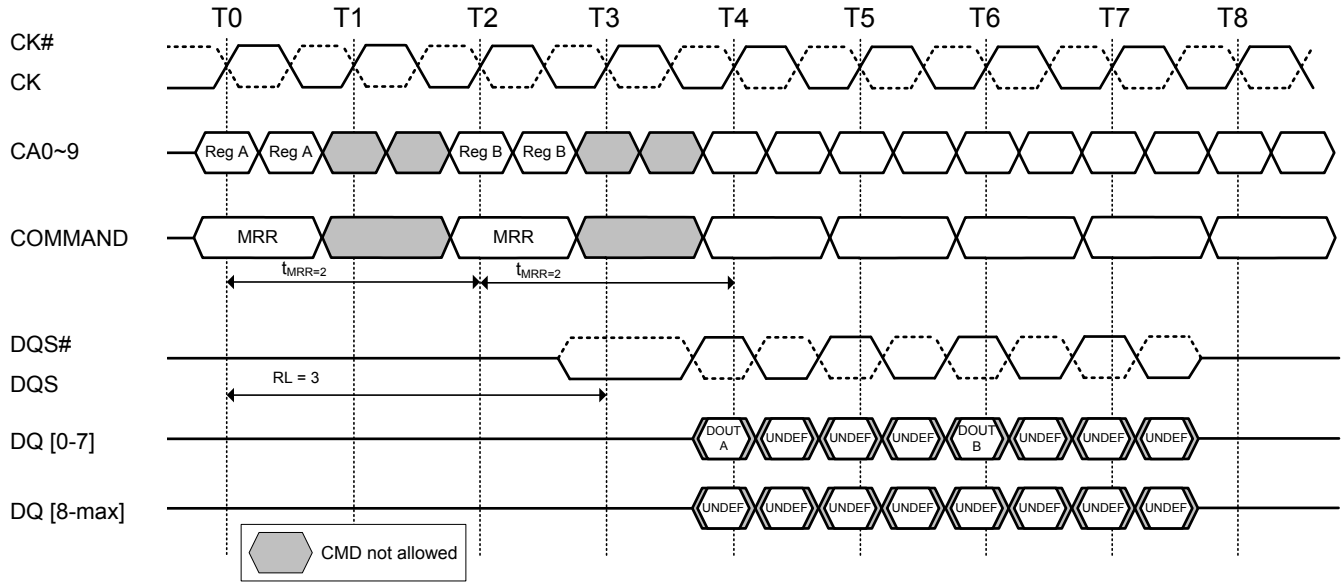 T0 T1 T2 T3 T4 T5 T6 T7 T8
CK#
CK
CA0~9 Reg A Reg A Reg B Reg B
COMMAND MRR MRR
tMRR=2 tMRR=2
DQS#
DQS
RL = 3
DQ [0-7] DOUT A UNDEF UNDEF UNDEF DOUT B UNDEF UNDEF UNDEF
DQ [8-max] UNDEF UNDEF UNDEF UNDEF UNDEF UNDEF UNDEF UNDEF
CMD not allowed